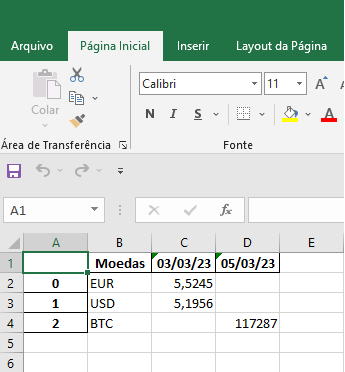 Arquivo Página Inicial Inserir Layout da Página
Colar
Calibri 11 A
N I S A
Área de Transferência Fonte
A1 fx
A B C D E
1 Moedas 03/03/23 05/03/23
2 0 EUR 5,5245
3 1 USD 5,1956
4 2 BTC 117287
5
6